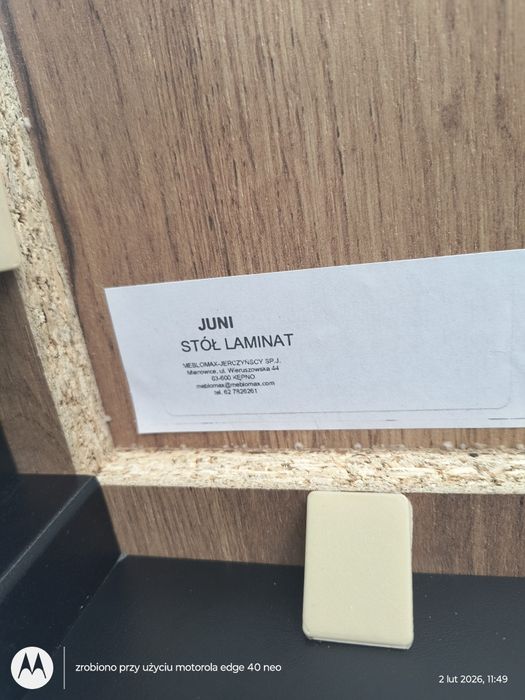 JUNI
STÓŁ LAMINAT
MEBLOMAX-JERCZYŃSCY SP.J.
Mianowice, ul. Wieruszowska 44
63-600 KĘPNO
meblomax@meblomax.com
tel. 62 7826261
zrobiono przy użyciu motorola edge 40 neo
2 lut 2026, 11:49